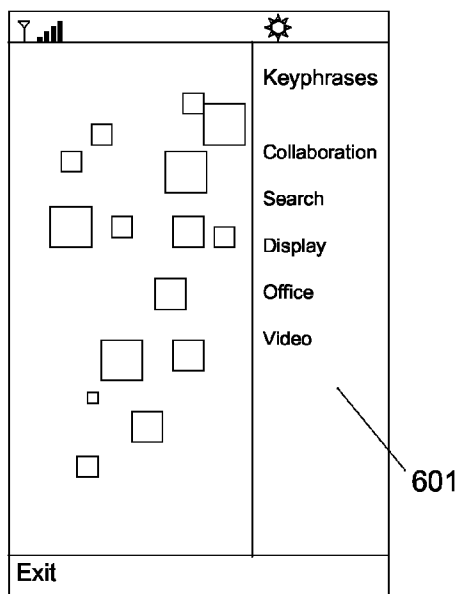 Keyphrases
Collaboration
Search
Display
Office
Video
601
Exit